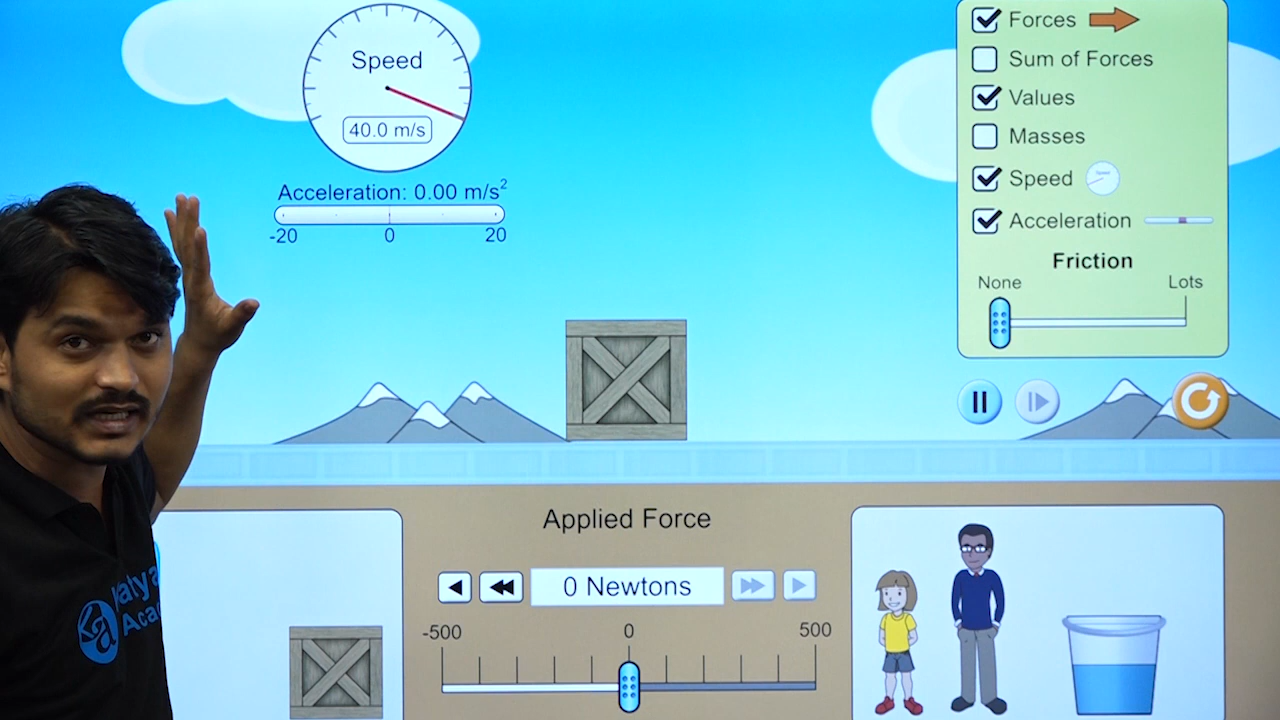 Speed
40.0 m/s
Acceleration: 0.00 m/s²
-20 0 20
Forces
Sum of Forces
Values
Masses
Speed
Acceleration
Friction
None Lots
Applied Force
0 Newtons
-500 0 500